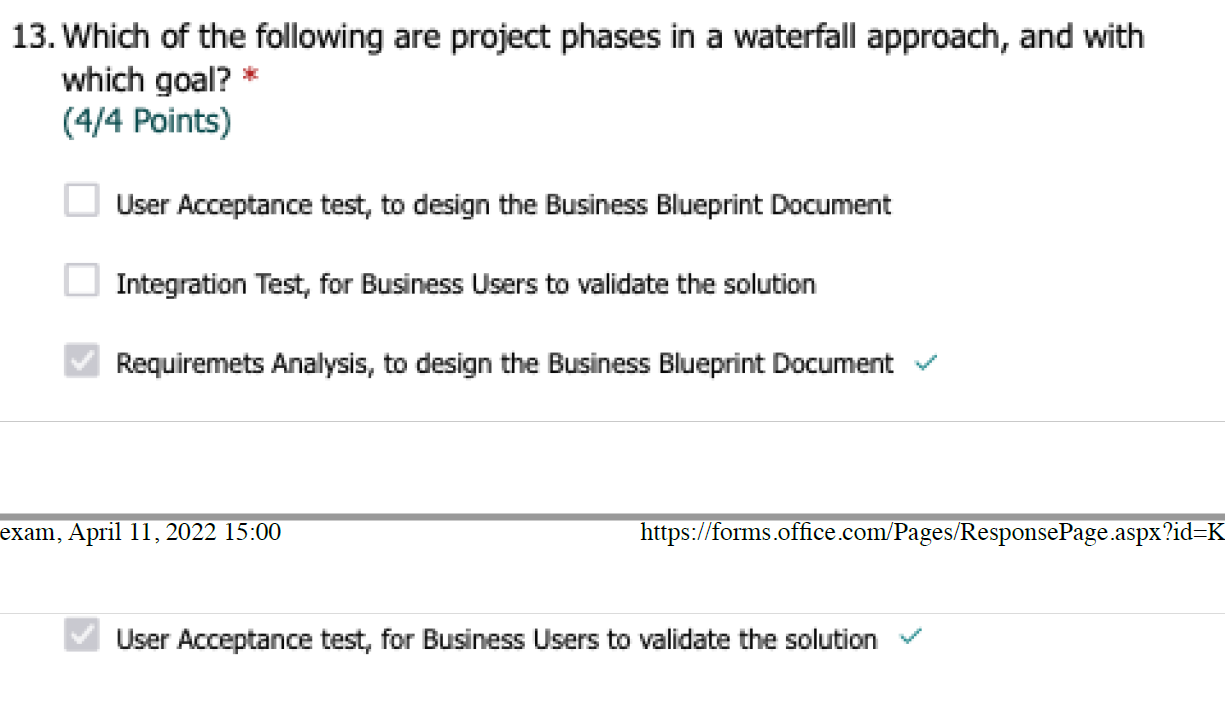 13. Which of the following are project phases in a waterfall approach, and with
which goal? *
(4/4 Points)
User Acceptance test, to design the Business Blueprint Document
Integration Test, for Business Users to validate the solution
Requiremets Analysis, to design the Business Blueprint Document
exam, April 11, 2022 15:00 https://forms.office.com/Pages/ResponsePage.aspx?id=K
User Acceptance test, for Business Users to validate the solution